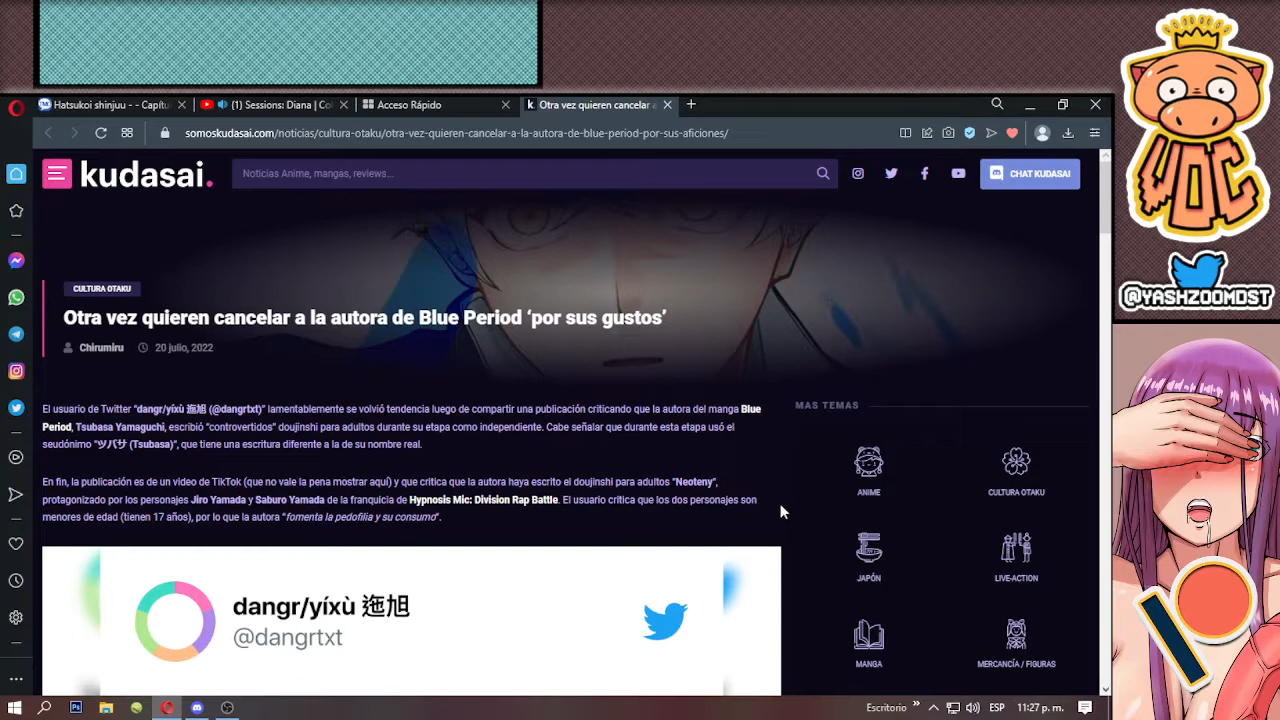 Hatsukoi shinjuu - - Capítu
(1) Sessions: Diana | Col
Acceso Rápido
Otra vez quieren cancelar a
somoskudasai.com/noticias/cultura-otaku/otra-vez-quieren-cancelar-a-la-autora-de-blue-period-por-sus-aficiones/
kudasai.
Noticias Anime, mangas, reviews...
CHAT KUDASAI
CULTURA OTAKU
Otra vez quieren cancelar a la autora de Blue Period ‘por sus gustos’
Chirumiru
20 julio, 2022
El usuario de Twitter “dangr/yíxù 迤旭 (@dangrtxt)” lamentablemente se volvió tendencia luego de compartir una publicación criticando que la autora del manga Blue
Period, Tsubasa Yamaguchi, escribió “controvertidos” doujinshi para adultos durante su etapa como independiente. Cabe señalar que durante esta etapa usó el
seudónimo “ツバサ (Tsubasa)”, que tiene una escritura diferente a la de su nombre real.
En fin, la publicación es de un video de TikTok (que no vale la pena mostrar aquí) y que critica que la autora haya escrito el doujinshi para adultos “Neoteny”,
protagonizado por los personajes Jiro Yamada y Saburo Yamada de la franquicia de Hypnosis Mic: Division Rap Battle. El usuario critica que los dos personajes son
menores de edad (tienen 17 años), por lo que la autora “fomenta la pedofilia y su consumo”.
MAS TEMAS
ANIME
CULTURA OTAKU
JAPÓN
LIVE-ACTION
MANGA
MERCANCÍA / FIGURAS
dangr/yíxù 迤旭
@dangrtxt
VOC
@YASHZOOMDST
Escritorio
ESP
11:27 p. m.